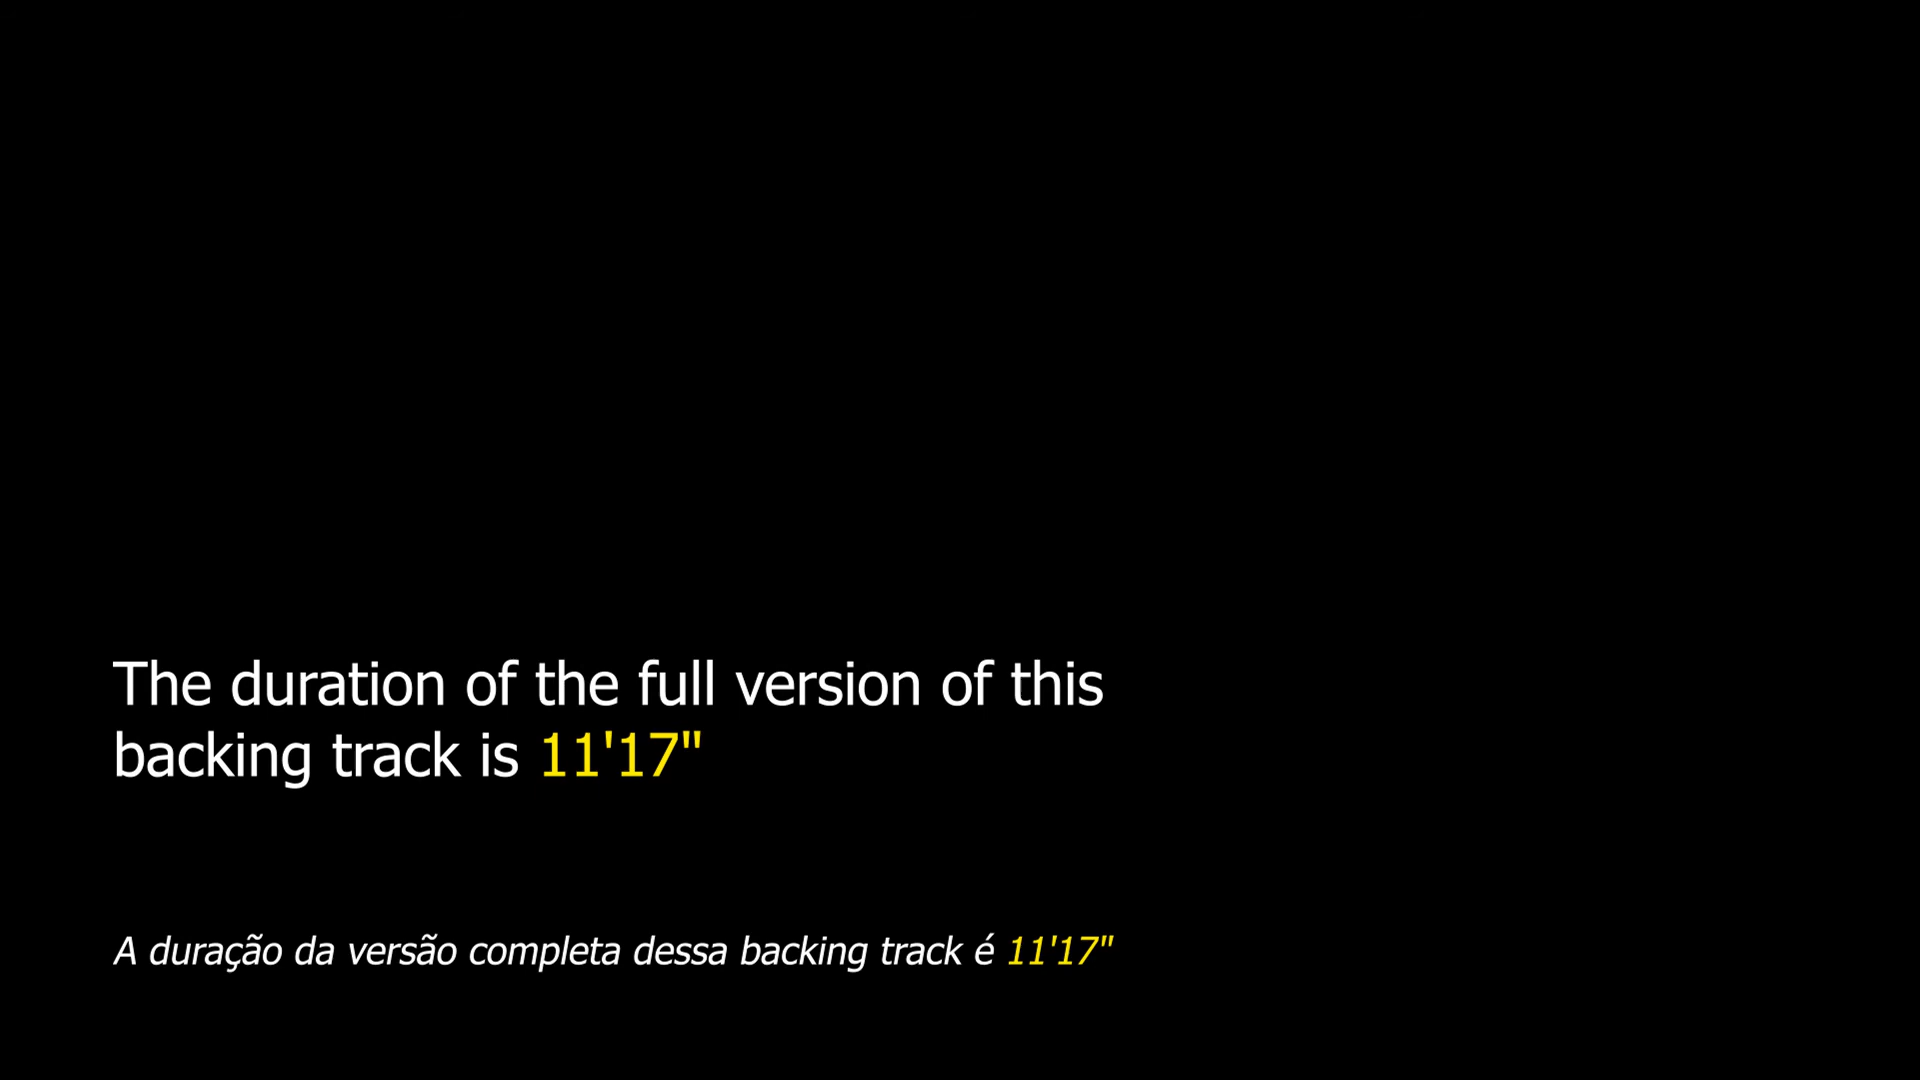 The duration of the full version of this
backing track is 11'17"
A duração da versão completa dessa backing track é 11'17"